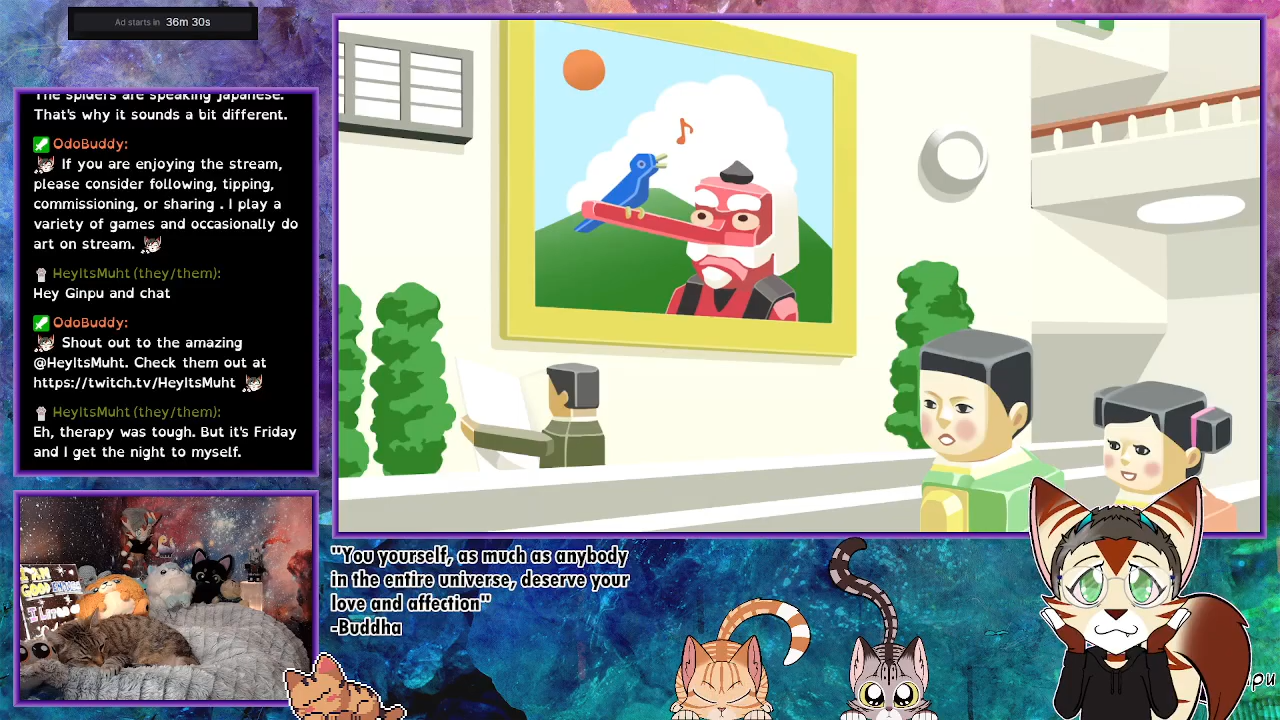 Ad starts in 36m 30s
The spiders are speaking Japanese.
That's why it sounds a bit different.
OdoBuddy:
If you are enjoying the stream,
please consider following, tipping,
commissioning, or sharing . I play a
variety of games and occasionally do
art on stream.
HeyItsMuht (they/them):
Hey Ginpu and chat
OdoBuddy:
Shout out to the amazing
@HeyItsMuht. Check them out at
https://twitch.tv/HeyItsMuht
HeyItsMuht (they/them):
Eh, therapy was tough. But it's Friday
and I get the night to myself.
I'M
GOOD
I
"You yourself, as much as anybody
in the entire universe, deserve your
love and affection"
-Buddha